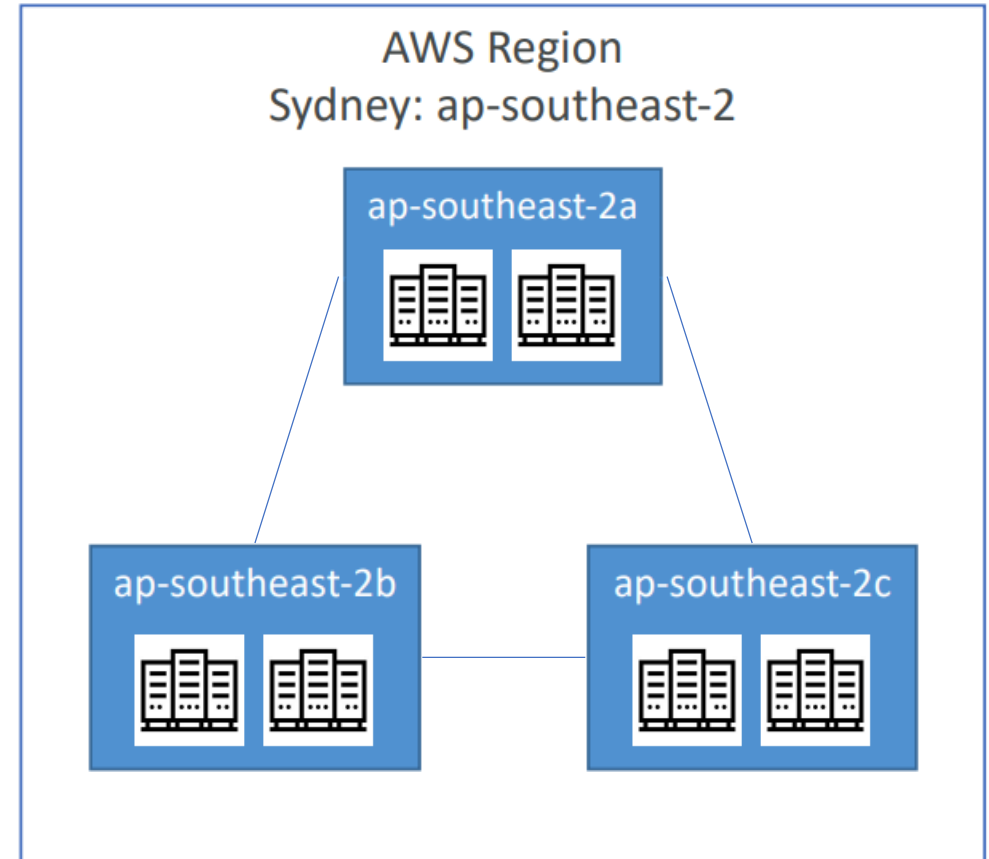 AWS Region
Sydney: ap-southeast-2
ap-southeast-2a
ap-southeast-2b
ap-southeast-2c